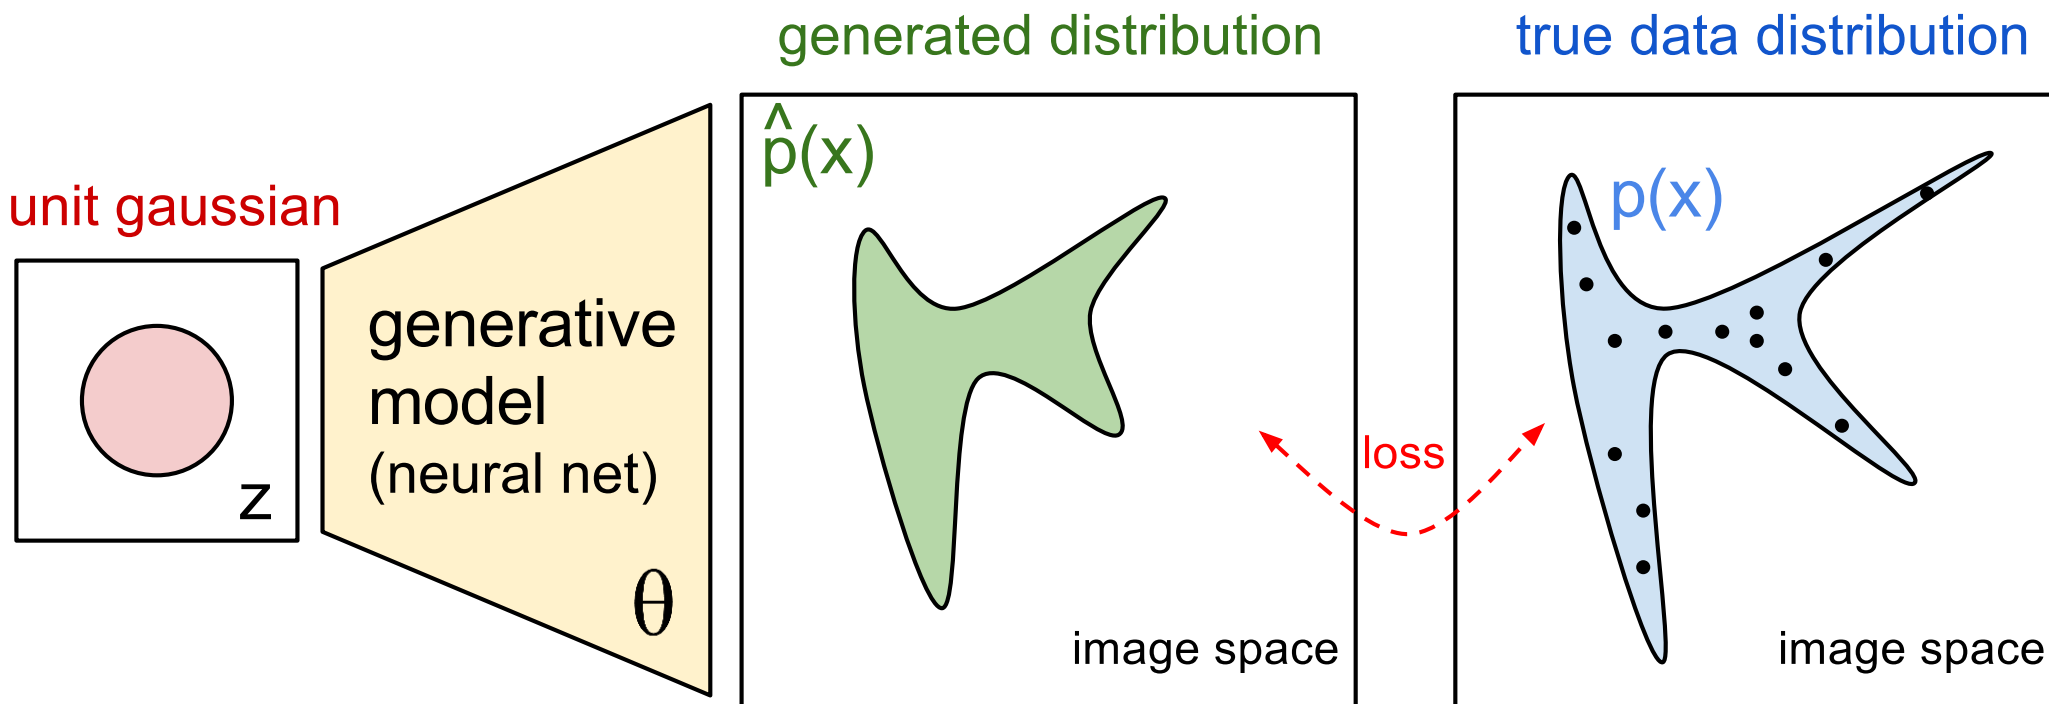 unit gaussian
z
generative
model
(neural net)
θ
generated distribution
p̂(x)
image space
loss
true data distribution
p(x)
image space